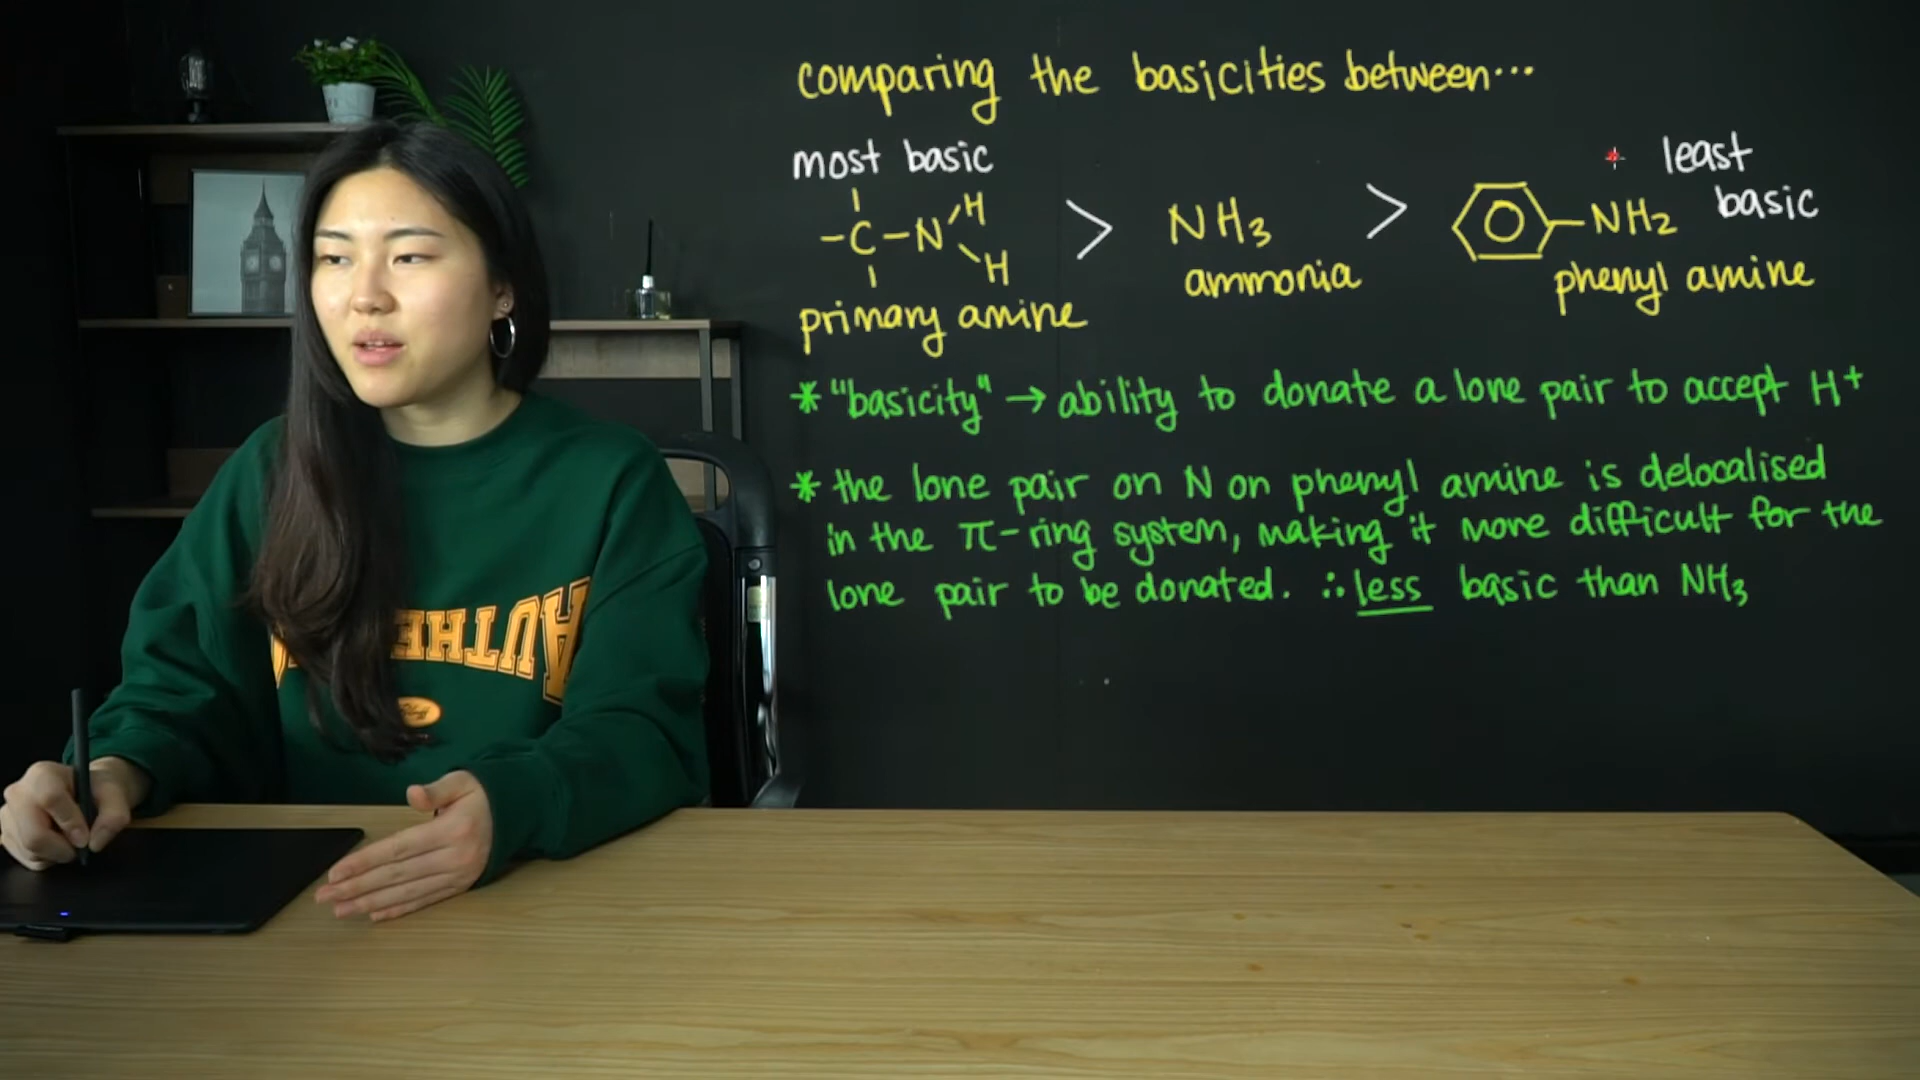 comparing the basicities between...
most basic
least basic
-C-N H H
>
NH3
>
NH2
primary amine
ammonia
phenyl amine
* "basicity" → ability to donate a lone pair to accept H+
* the lone pair on N on phenyl amine is delocalised
in the π-ring system, making it more difficult for the
lone pair to be donated. ∴ less basic than NH3